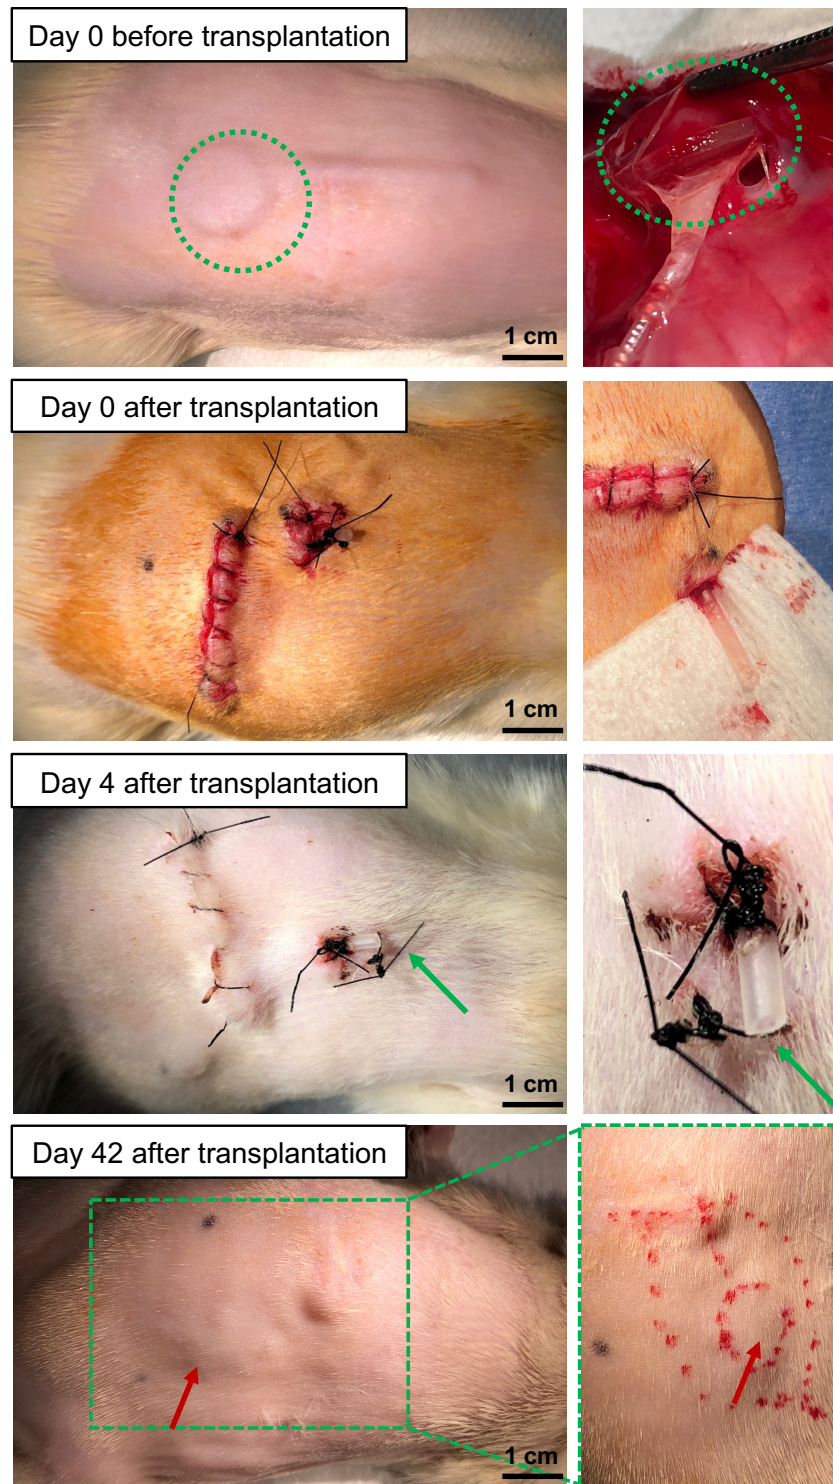 Day 0 before transplantation
1 cm
Day 0 after transplantation
1 cm
Day 4 after transplantation
1 cm
Day 42 after transplantation
1 cm